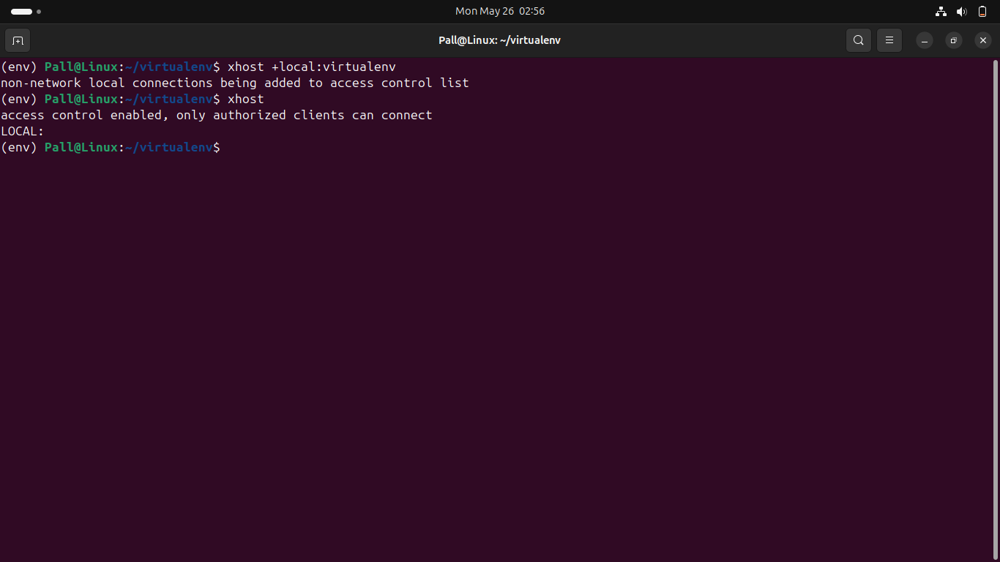 Mon May 26 02:56
Pall@Linux: ~/virtualenv
(env) Pall@Linux:~/virtualenv$ xhost +local:virtualenv
non-network local connections being added to access control list
(env) Pall@Linux:~/virtualenv$ xhost
access control enabled, only authorized clients can connect
LOCAL:
(env) Pall@Linux:~/virtualenv$